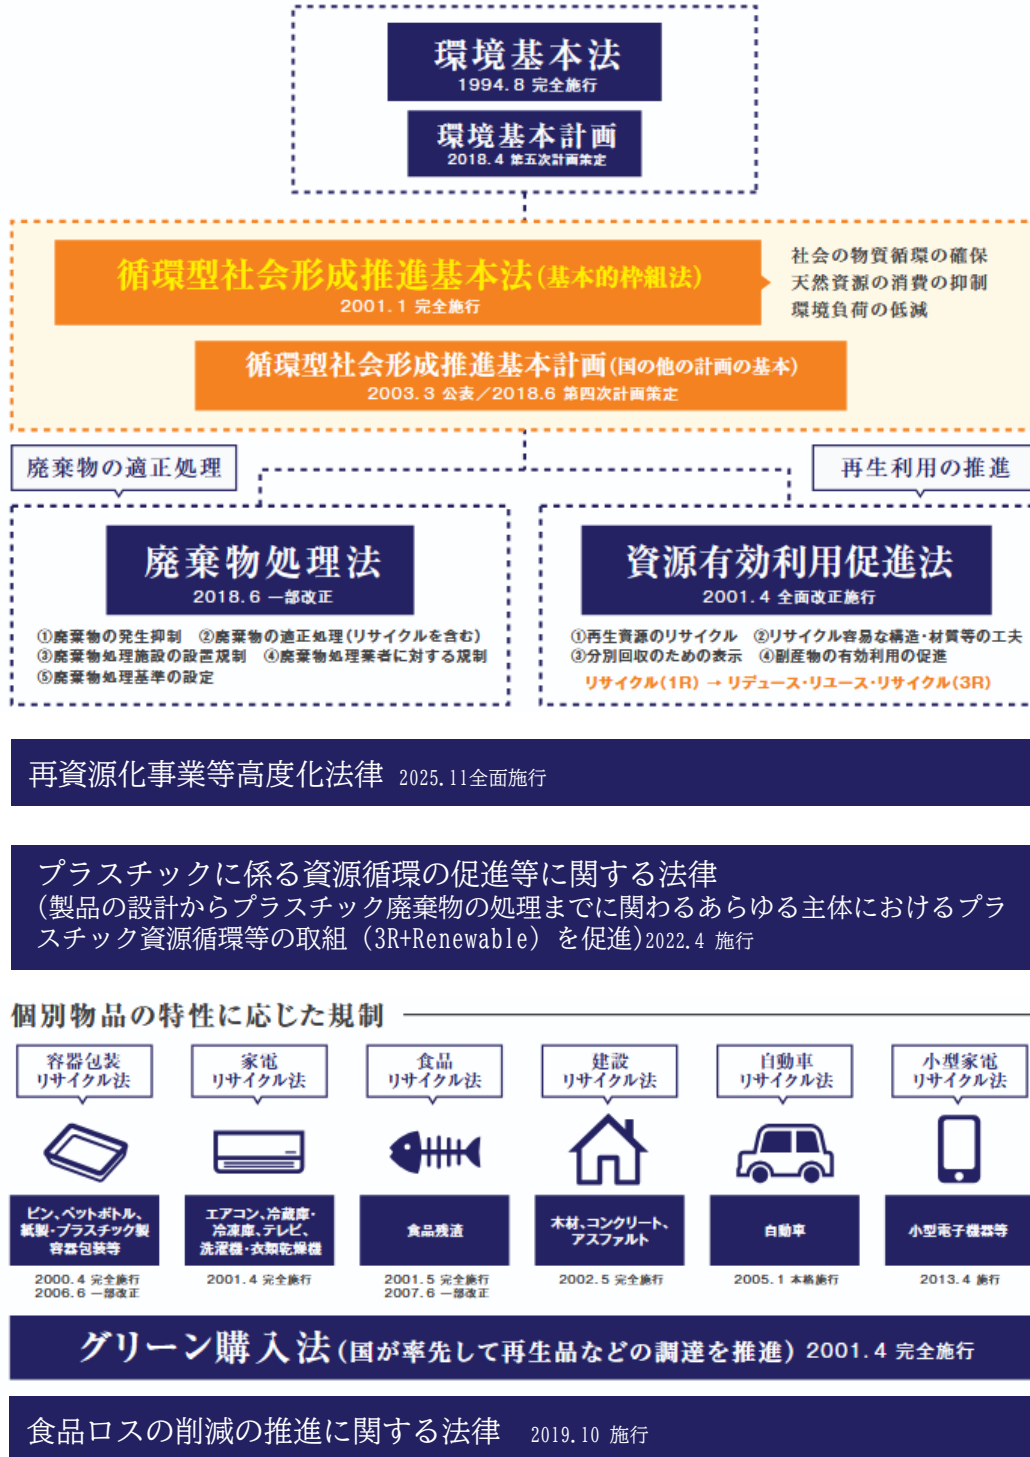 環境基本法
1994.8 完全施行
環境基本計画
2018.4 第五次計画策定
循環型社会形成推進基本法(基本的枠組法)
2001.1 完全施行
社会の物質循環の確保
天然資源の消費の抑制
環境負荷の低減
循環型社会形成推進基本計画(国の他の計画の基本)
2003.3 公表／2018.6 第四次計画策定
廃棄物の適正処理
再生利用の推進
廃棄物処理法
2018.6 一部改正
①廃棄物の発生抑制 ②廃棄物の適正処理(リサイクルを含む)
③廃棄物処理施設の設置規制 ④廃棄物処理業者に対する規制
⑤廃棄物処理基準の設定
資源有効利用促進法
2001.4 全面改正施行
①再生資源のリサイクル ②リサイクル容易な構造・材質等の工夫
③分別回収のための表示 ④副産物の有効利用の促進
リサイクル(1R) → リデュース・リユース・リサイクル(3R)
再資源化事業等高度化法律 2025.11全面施行
プラスチックに係る資源循環の促進等に関する法律
(製品の設計からプラスチック廃棄物の処理までに関わるあらゆる主体におけるプラ
スチック資源循環等の取組（3R+Renewable）を促進)2022.4 施行
個別物品の特性に応じた規制
容器包装
リサイクル法
家電
リサイクル法
食品
リサイクル法
建設
リサイクル法
自動車
リサイクル法
小型家電
リサイクル法
ビン、ペットボトル、
紙製・プラスチック製
容器包装等
エアコン、冷蔵庫・
冷凍庫、テレビ、
洗濯機・衣類乾燥機
食品残渣
木材、コンクリート、
アスファルト
自動車
小型電子機器等
2000.4 完全施行
2006.6 一部改正
2001.4 完全施行
2001.5 完全施行
2007.6 一部改正
2002.5 完全施行
2005.1 本格施行
2013.4 施行
グリーン購入法(国が率先して再生品などの調達を推進) 2001.4 完全施行
食品ロスの削減の推進に関する法律 2019.10 施行